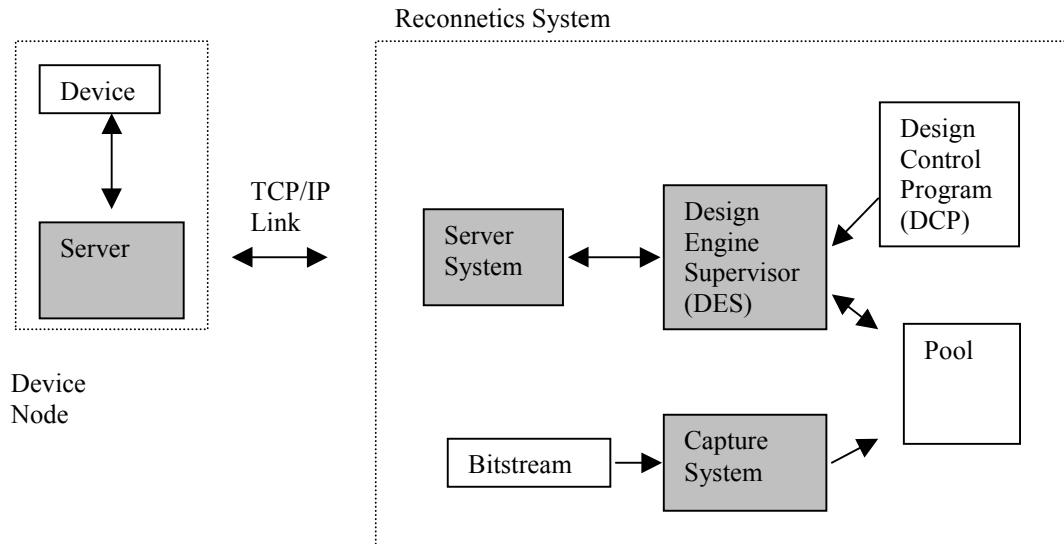 Reconnetics System
Device
Server
Device
Node
TCP/IP
Link
Server
System
Design
Engine
Supervisor
(DES)
Design
Control
Program
(DCP)
Pool
Bitstream
Capture
System